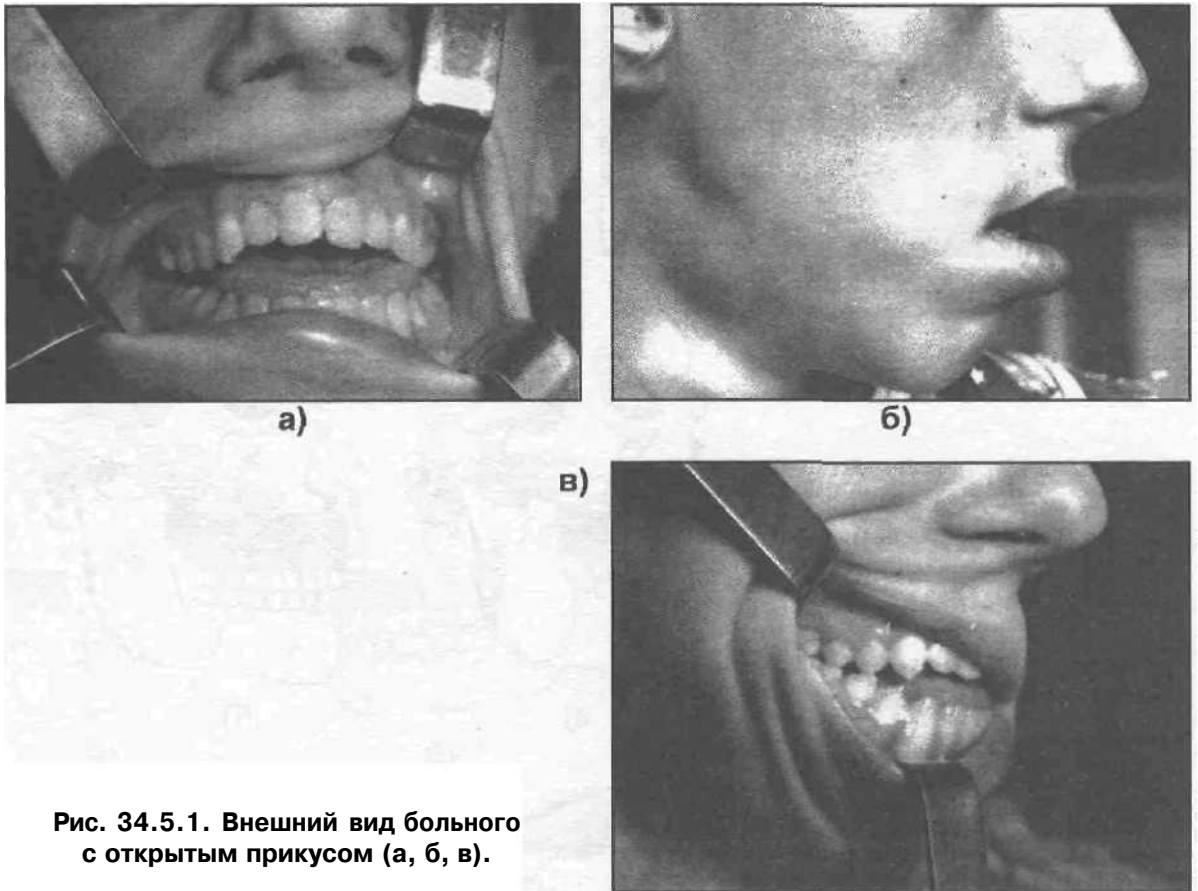 а)
б)
в)
Рис. 34.5.1. Внешний вид больного
с открытым прикусом (а, б, в).